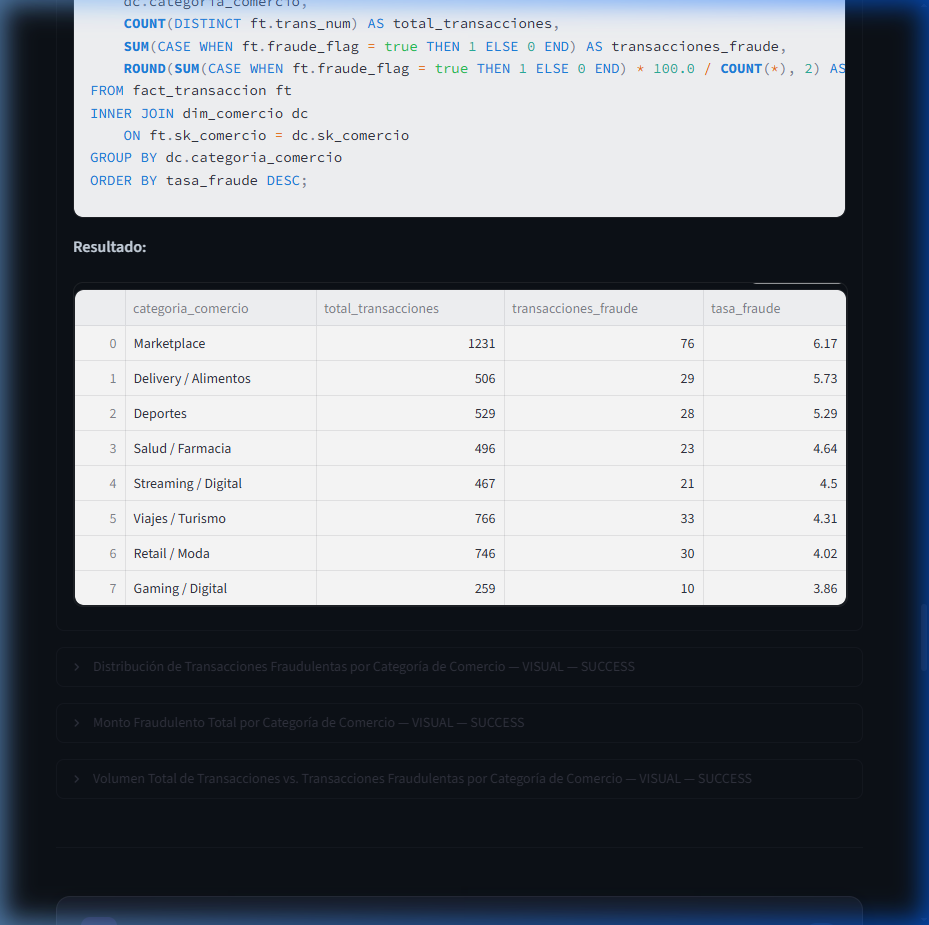 dc.categoria_comercio,
COUNT(DISTINCT ft.trans_num) AS total_transacciones,
SUM(CASE WHEN ft.fraude_flag = true THEN 1 ELSE 0 END) AS transacciones_fraude,
ROUND(SUM(CASE WHEN ft.fraude_flag = true THEN 1 ELSE 0 END) * 100.0 / COUNT(*), 2) AS
FROM fact_transaccion ft
INNER JOIN dim_comercio dc
ON ft.sk_comercio = dc.sk_comercio
GROUP BY dc.categoria_comercio
ORDER BY tasa_fraude DESC;
Resultado:
categoria_comercio total_transacciones transacciones_fraude tasa_fraude
0 Marketplace 1231 76 6.17
1 Delivery / Alimentos 506 29 5.73
2 Deportes 529 28 5.29
3 Salud / Farmacia 496 23 4.64
4 Streaming / Digital 467 21 4.5
5 Viajes / Turismo 766 33 4.31
6 Retail / Moda 746 30 4.02
7 Gaming / Digital 259 10 3.86
Distribución de Transacciones Fraudulentas por Categoria de Comercio — VISUAL — SUCCESS
Monto Fraudulento Total por Categoria de Comercio — VISUAL — SUCCESS
Volumen Total de Transacciones vs. Transacciones Fraudulentas por Categoria de Comercio — VISUAL — SUCCESS